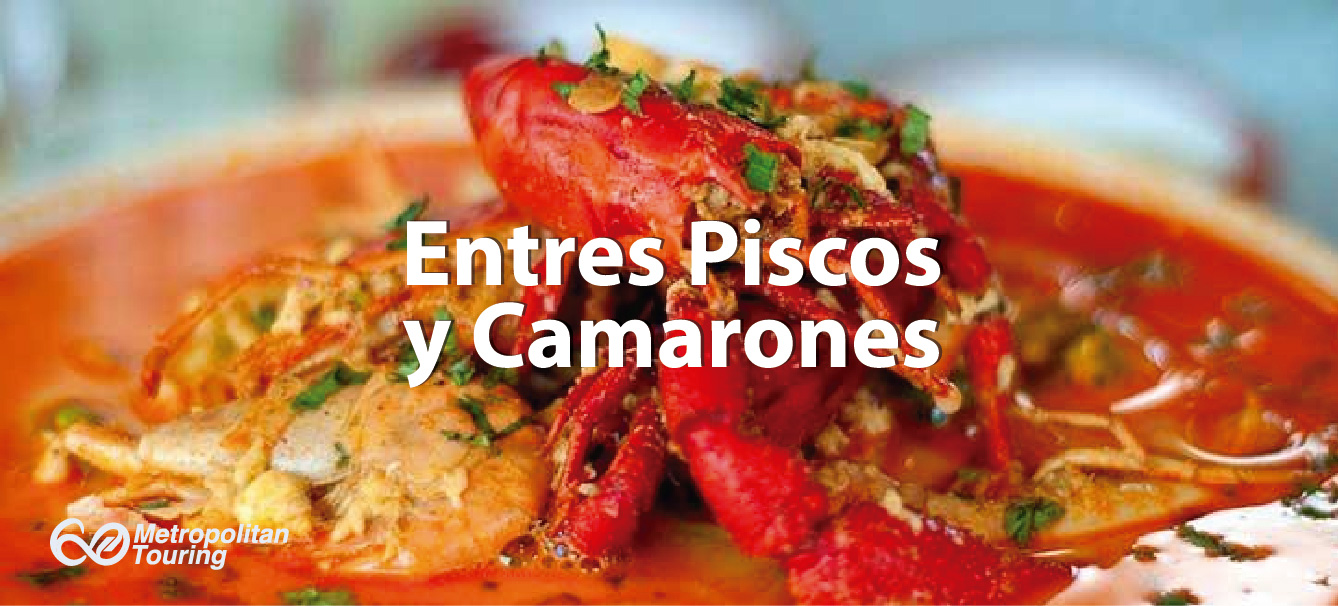 Entres Piscos
y Camarones
Metropolitan
Touring